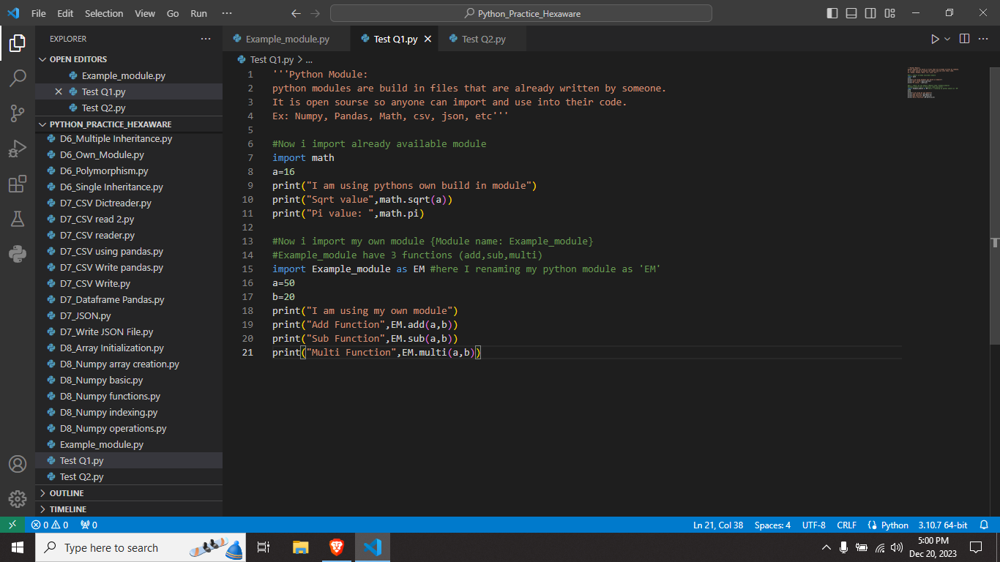 File Edit Selection View Go Run ···
Python_Practice_Hexaware
EXPLORER
OPEN EDITORS
Example_module.py
Test Q1.py
Test Q2.py
PYTHON_PRACTICE_HEXAWARE
D6_Multiple Inheritance.py
D6_Own_Module.py
D6_Polymorphism.py
D6_Single Inheritance.py
D7_CSV Dictreader.py
D7_CSV read 2.py
D7_CSV reader.py
D7_CSV using pandas.py
D7_CSV Write pandas.py
D7_CSV Write.py
D7_Dataframe Pandas.py
D7_JSON.py
D7_Write JSON File.py
D8_Array Initialization.py
D8_Numpy array creation.py
D8_Numpy basic.py
D8_Numpy functions.py
D8_Numpy indexing.py
D8_Numpy operations.py
Example_module.py
Test Q1.py
Test Q2.py
OUTLINE
TIMELINE
Example_module.py Test Q1.py Test Q2.py
Test Q1.py > ...
1 '''Python Module:
2 python modules are build in files that are already written by someone.
3 It is open sourse so anyone can import and use into their code.
4 Ex: Numpy, Pandas, Math, csv, json, etc'''
5
6 #Now i import already available module
7 import math
8 a=16
9 print("I am using pythons own build in module")
10 print("Sqrt value",math.sqrt(a))
11 print("Pi value: ",math.pi)
12
13 #Now i import my own module {Module name: Example_module}
14 #Example_module have 3 functions (add,sub,multi)
15 import Example_module as EM #here I renaming my python module as 'EM'
16 a=50
17 b=20
18 print("I am using my own module")
19 print("Add Function",EM.add(a,b))
20 print("Sub Function",EM.sub(a,b))
21 print("Multi Function",EM.multi(a,b))
0 0 0 Ln 21, Col 38 Spaces: 4 UTF-8 CRLF Python 3.10.7 64-bit
Type here to search
5:00 PM
Dec 20, 2023